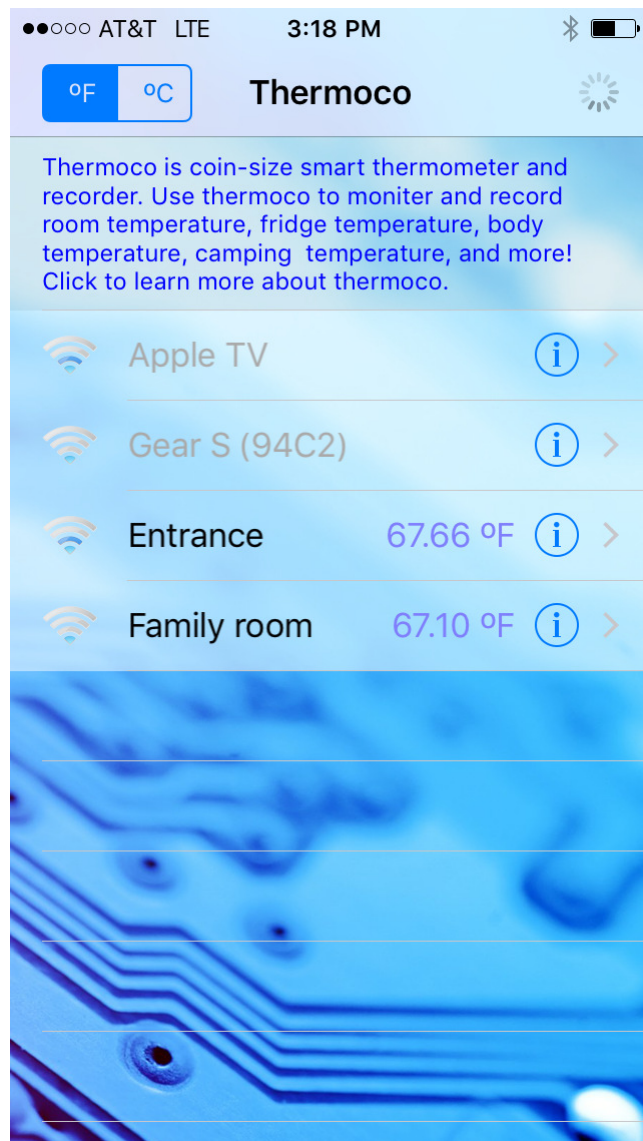 ●●○○○ AT&T LTE 3:18 PM
ºF ºC Thermoco
Thermoco is coin-size smart thermometer and
recorder. Use thermoco to moniter and record
room temperature, fridge temperature, body
temperature, camping  temperature, and more!
Click to learn more about thermoco.
Apple TV i
Gear S (94C2) i
Entrance 67.66 ºF i
Family room 67.10 ºF i